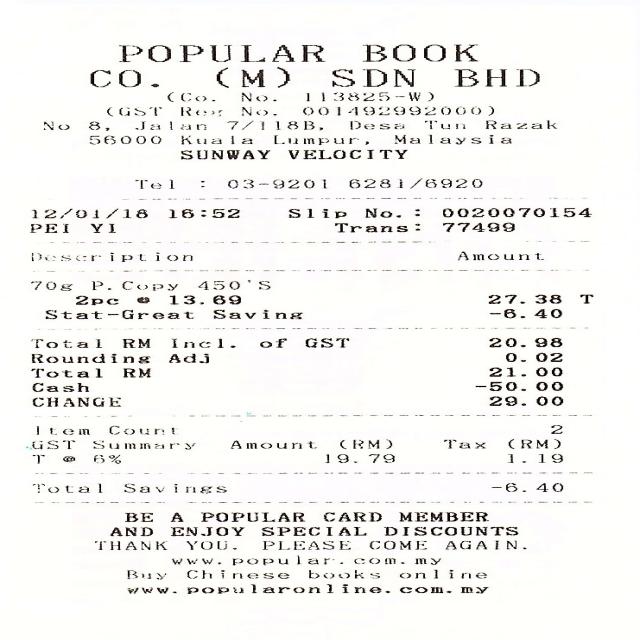 POPULAR BOOK
CO. (M) SDN BHD
(Co. No. 113825-W)
(GST Reg No. 001492992000)
No 8, Jalan 7/118B, Desa Tun Razak
56000 Kuala Lumpur, Malaysia
SUNWAY VELOCITY
Tel : 03-9201 6281/6920
12/01/18 16:52 Slip No.: 0020070154
PEI YI Trans: 77499
Description Amount
70g P.Copy 450'S
2pc @ 13.69 27.38 T
Stat-Great Saving -6.40
Total RM Incl. of GST 20.98
Rounding Adj 0.02
Total RM 21.00
Cash -50.00
CHANGE 29.00
Item Count 2
GST Summary Amount (RM) Tax (RM)
T @ 6% 19.79 1.19
Total Savings -6.40
BE A POPULAR CARD MEMBER
AND ENJOY SPECIAL DISCOUNTS
THANK YOU. PLEASE COME AGAIN.
www.popular.com.my
Buy Chinese books online
www.popularonline.com.my